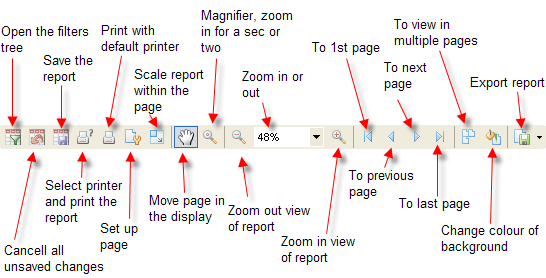 Open the filters
tree
Save the
report
Print with
default printer
Scale report
within the
page
Magnifier, zoom
in for a sec or
two
Zoom in or
out
To 1st page
To next
page
To view in
multiple pages
Export report
48%
Cancell all
unsaved changes
Select printer
and print the
report
Set up
page
Move page in
the display
Zoom out view
of report
Zoom in view
of report
To previous
page
To last page
Change colour of
background